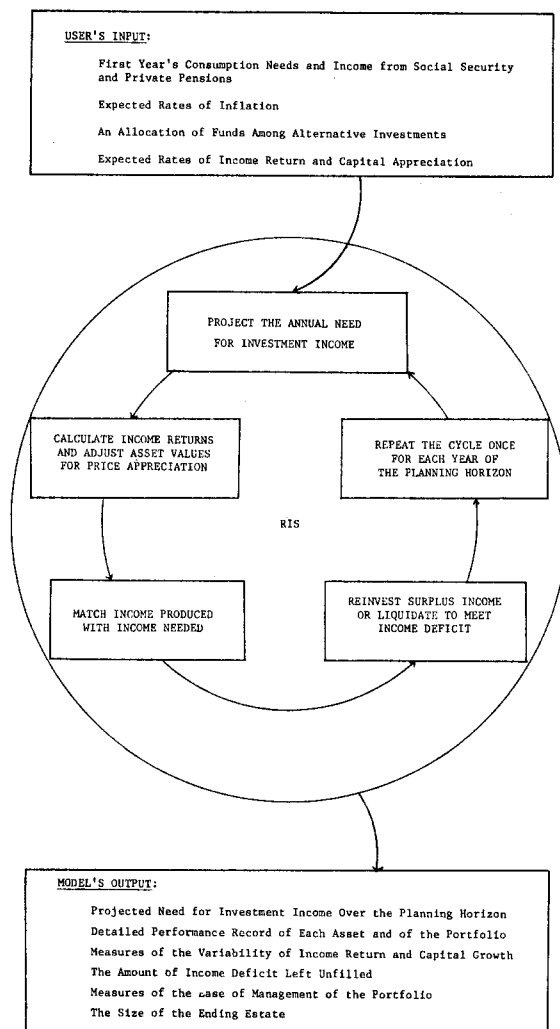 USER'S INPUT:
First Year's Consumption Needs and Income from Social Security
and Private Pensions
Expected Rates of Inflation
An Allocation of Funds Among Alternative Investments
Expected Rates of Income Return and Capital Appreciation
PROJECT THE ANNUAL NEED
FOR INVESTMENT INCOME
CALCULATE INCOME RETURNS
AND ADJUST ASSET VALUES
FOR PRICE APPRECIATION
REPEAT THE CYCLE ONCE
FOR EACH YEAR OF
THE PLANNING HORIZON
RIS
MATCH INCOME PRODUCED
WITH INCOME NEEDED
REINVEST SURPLUS INCOME
OR LIQUIDATE TO MEET
INCOME DEFICIT
MODEL'S OUTPUT:
Projected Need for Investment Income Over the Planning Horizon
Detailed Performance Record of Each Asset and of the Portfolio
Measures of the Variability of Income Return and Capital Growth
The Amount of Income Deficit Left Unfilled
Measures of the Ease of Management of the Portfolio
The Size of the Ending Estate